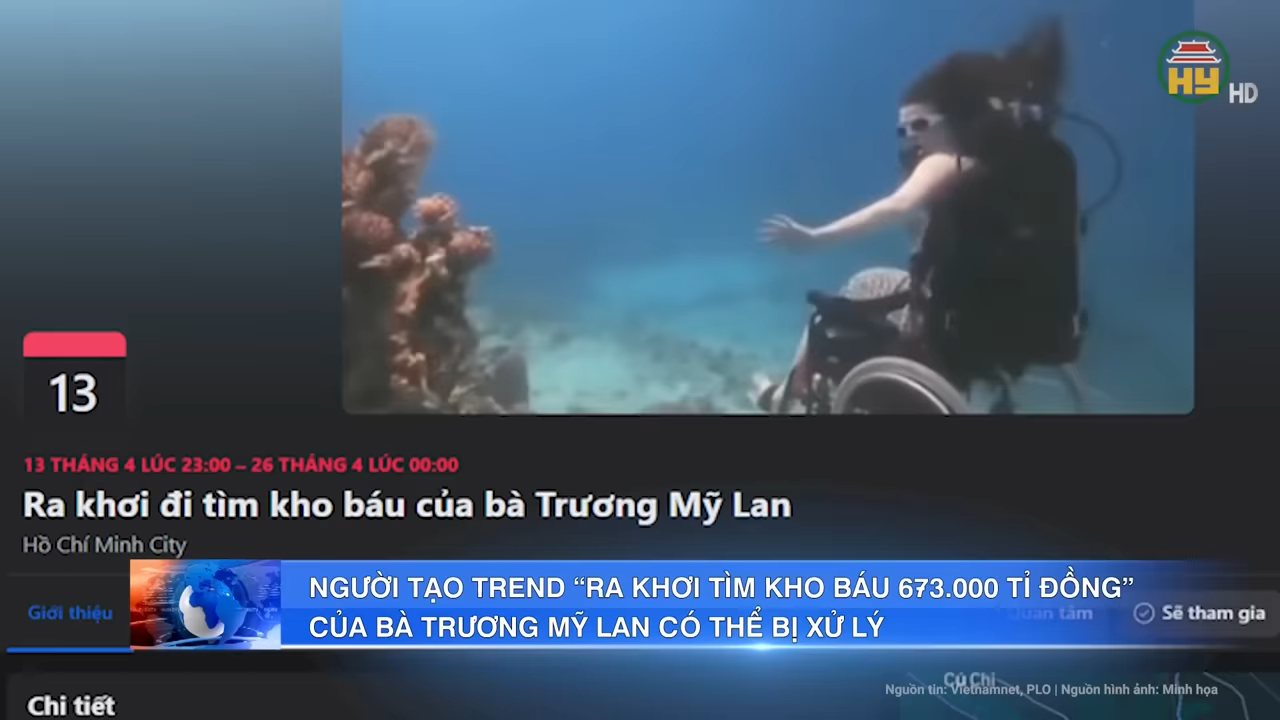 HY
HD
13
13 THÁNG 4 LÚC 23:00 – 26 THÁNG 4 LÚC 00:00
Ra khơi đi tìm kho báu của bà Trương Mỹ Lan
Hồ Chí Minh City
NGƯỜI TẠO TREND “RA KHƠI TÌM KHO BÁU 673.000 TỈ ĐỒNG”
CỦA BÀ TRƯƠNG MỸ LAN CÓ THỂ BỊ XỬ LÝ
Giới thiệu
Quan tâm
Sẽ tham gia
Củ Chi
Nguồn tin: Vietnamnet, PLO | Nguồn hình ảnh: Minh họa
Chi tiết